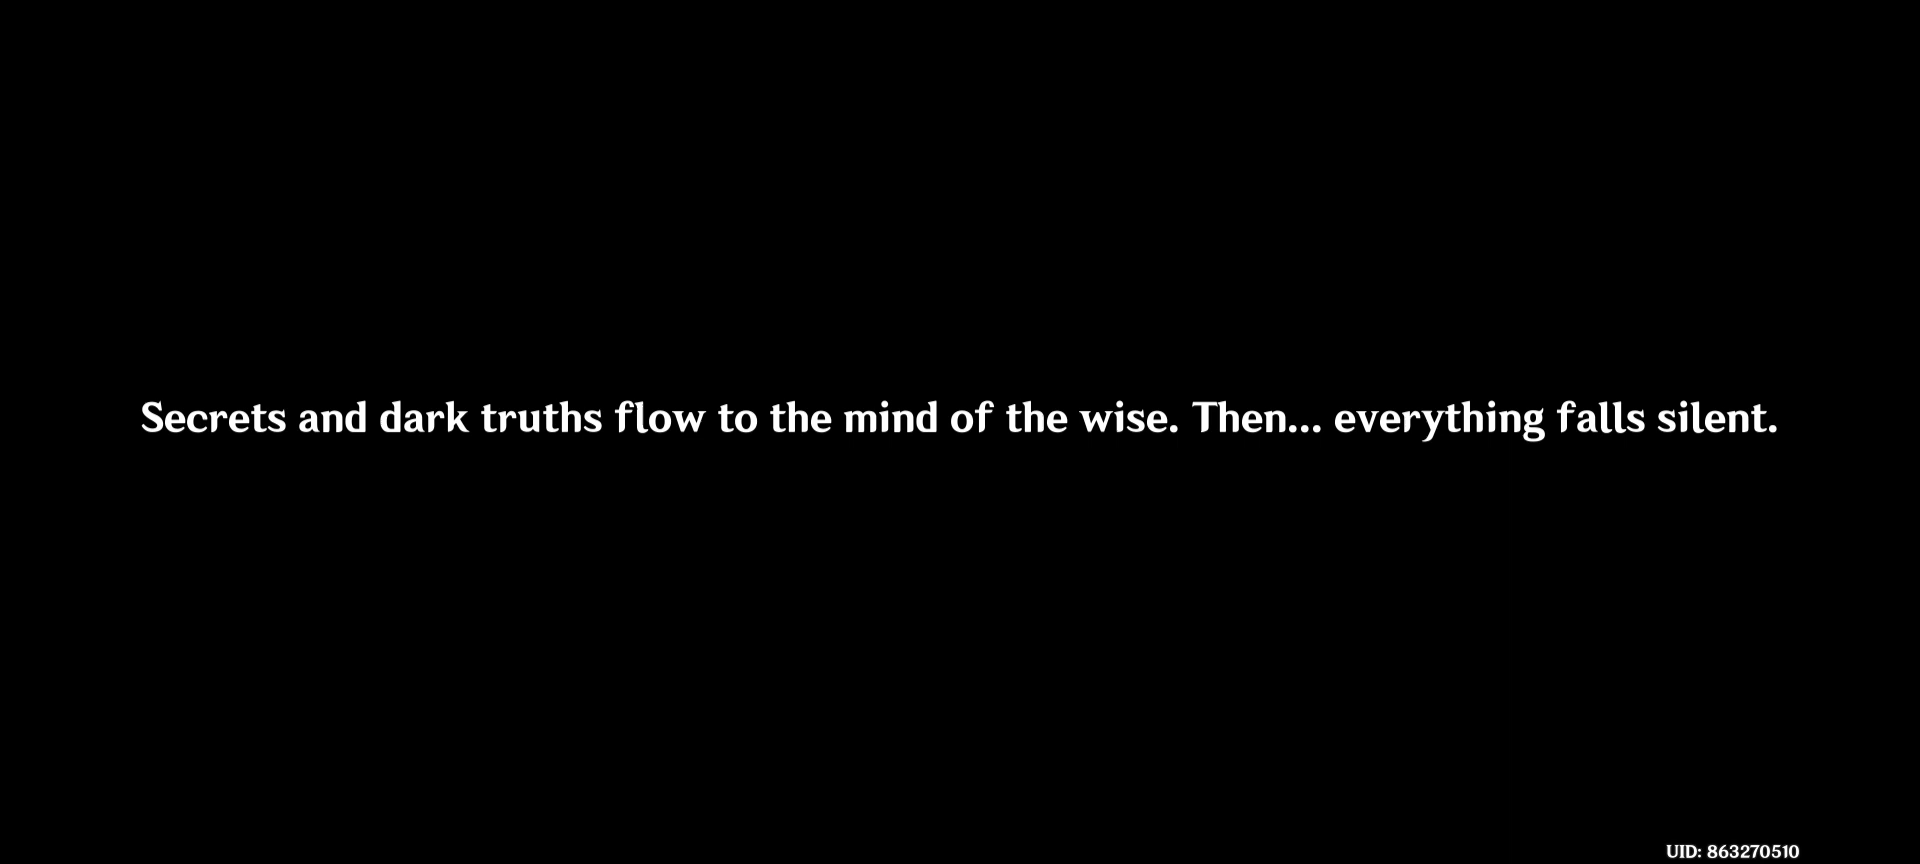 Secrets and dark truths flow to the mind of the wise. Then... everything falls silent.
UID: 863270510